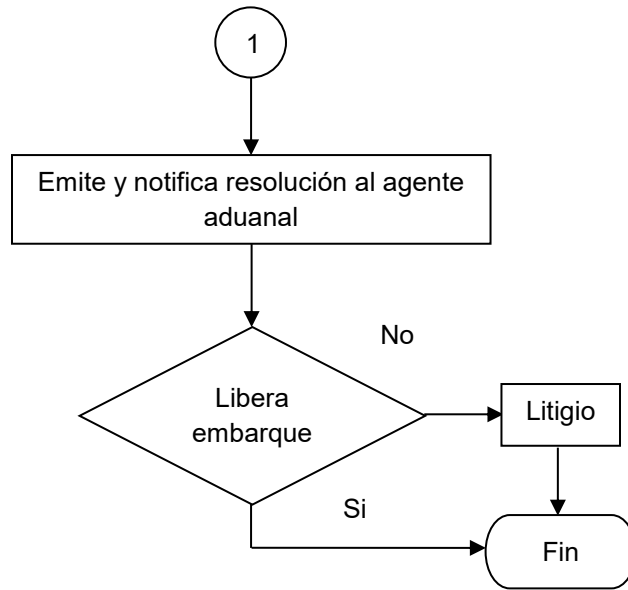 1
Emite y notifica resolución al agente
aduanal
No
Libera
embarque
Litigio
Si
Fin